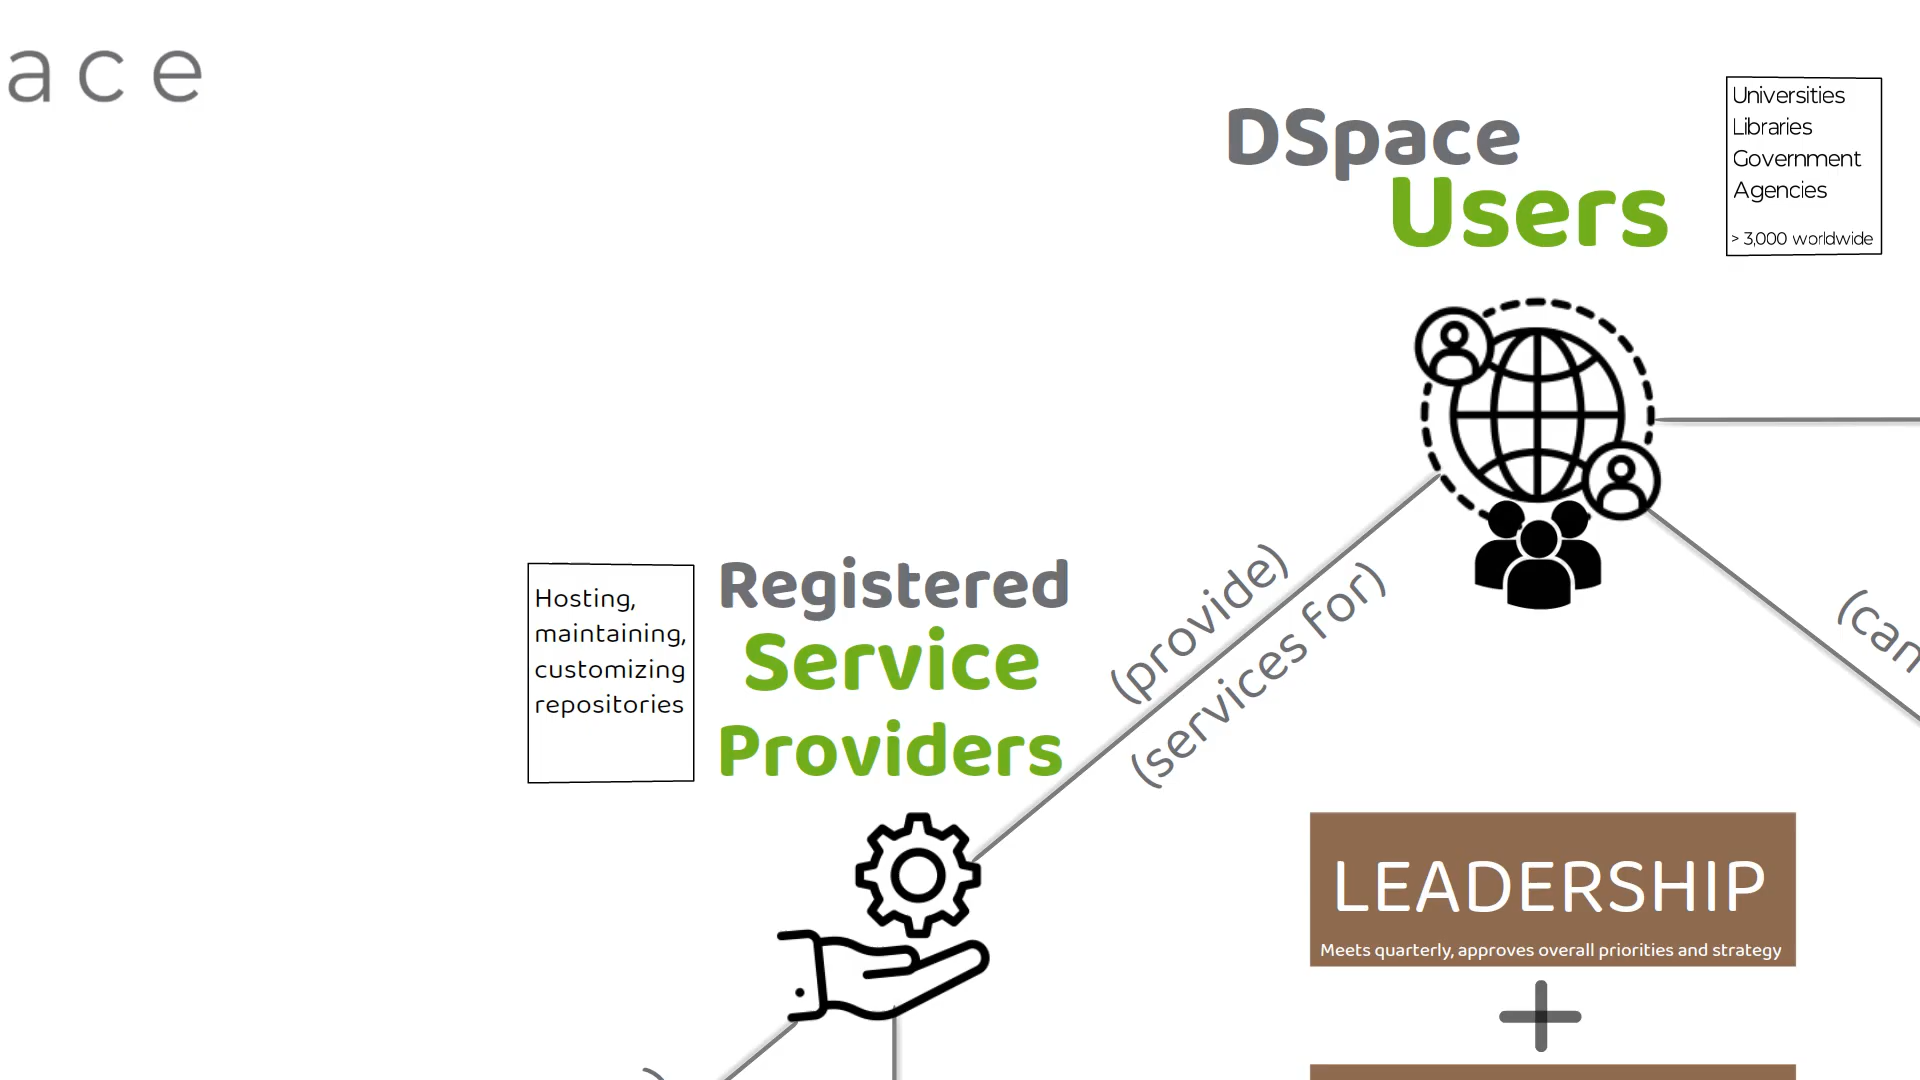 ace
DSpace
Users
Universities
Libraries
Government
Agencies
> 3,000 worldwide
Registered
Service
Providers
Hosting,
maintaining,
customizing
repositories
(provide)
(services for)
(can
LEADERSHIP
Meets quarterly, approves overall priorities and strategy
+
)